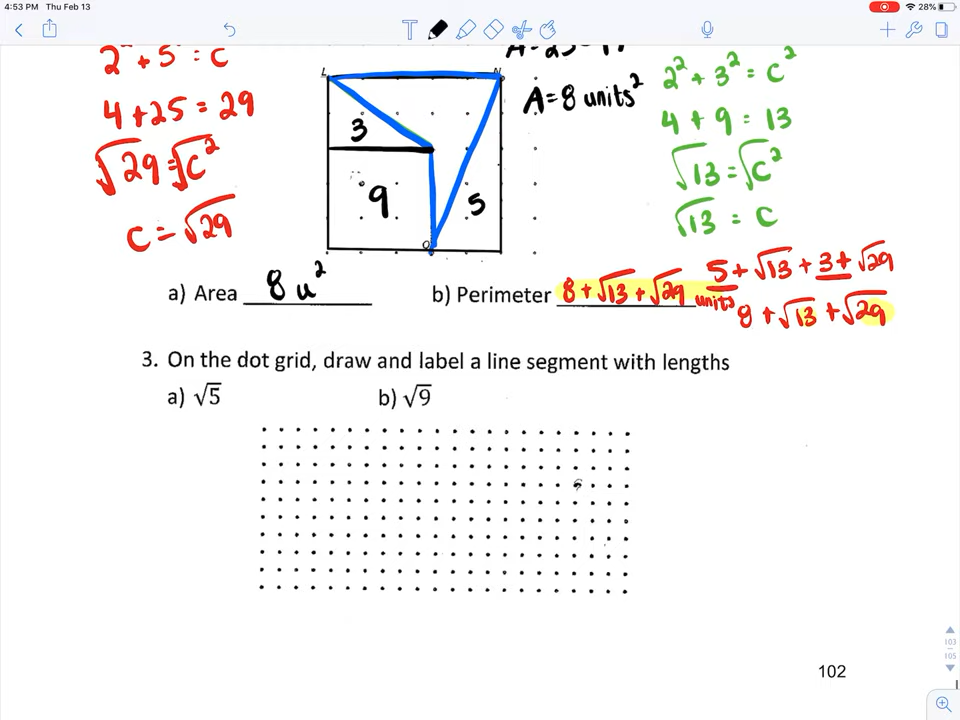 4:53 PM Thu Feb 13
28%
2² + 5² = c²
4 + 25 = 29
√29 = √c²
c = √29
L
N
3
9
5
O
A = 8 units²
2² + 3² = c²
4 + 9 = 13
√13 = √c²
√13 = c
5 + √13 + 3 + √29
8 + √13 + √29
a) Area 8 u²
b) Perimeter 8 + √13 + √29 units
3. On the dot grid, draw and label a line segment with lengths
a) √5 b) √9
102
103
105